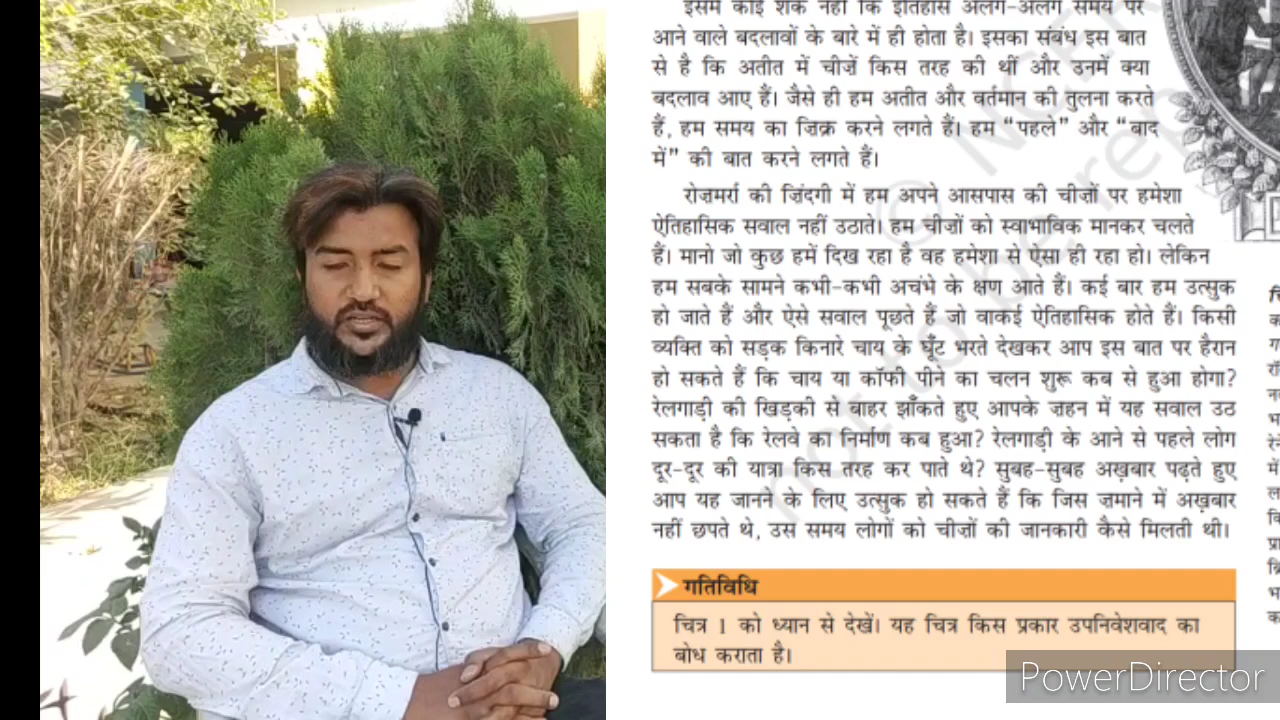 इसमें कोई शक नहीं कि इतिहास अलग-अलग समय पर
आने वाले बदलावों के बारे में ही होता है। इसका संबंध इस बात
से है कि अतीत में चीज़ें किस तरह की थीं और उनमें क्या
बदलाव आए हैं। जैसे ही हम अतीत और वर्तमान की तुलना करते
हैं, हम समय का ज़िक्र करने लगते हैं। हम “पहले” और “बाद
में” की बात करने लगते हैं।
रोज़मर्रा की ज़िंदगी में हम अपने आसपास की चीज़ों पर हमेशा
ऐतिहासिक सवाल नहीं उठाते। हम चीज़ों को स्वाभाविक मानकर चलते
हैं। मानो जो कुछ हमें दिख रहा है वह हमेशा से ऐसा ही रहा हो। लेकिन
हम सबके सामने कभी-कभी अचंभे के क्षण आते हैं। कई बार हम उत्सुक
हो जाते हैं और ऐसे सवाल पूछते हैं जो वाकई ऐतिहासिक होते हैं। किसी
व्यक्ति को सड़क किनारे चाय के घूँट भरते देखकर आप इस बात पर हैरान
हो सकते हैं कि चाय या कॉफी पीने का चलन शुरू कब से हुआ होगा?
रेलगाड़ी की खिड़की से बाहर झाँकते हुए आपके ज़हन में यह सवाल उठ
सकता है कि रेलवे का निर्माण कब हुआ? रेलगाड़ी के आने से पहले लोग
दूर-दूर की यात्रा किस तरह कर पाते थे? सुबह-सुबह अख़बार पढ़ते हुए
आप यह जानने के लिए उत्सुक हो सकते हैं कि जिस ज़माने में अख़बार
नहीं छपते थे, उस समय लोगों को चीज़ों की जानकारी कैसे मिलती थी।
गतिविधि
चित्र 1 को ध्यान से देखें। यह चित्र किस प्रकार उपनिवेशवाद का
बोध कराता है।
PowerDirector